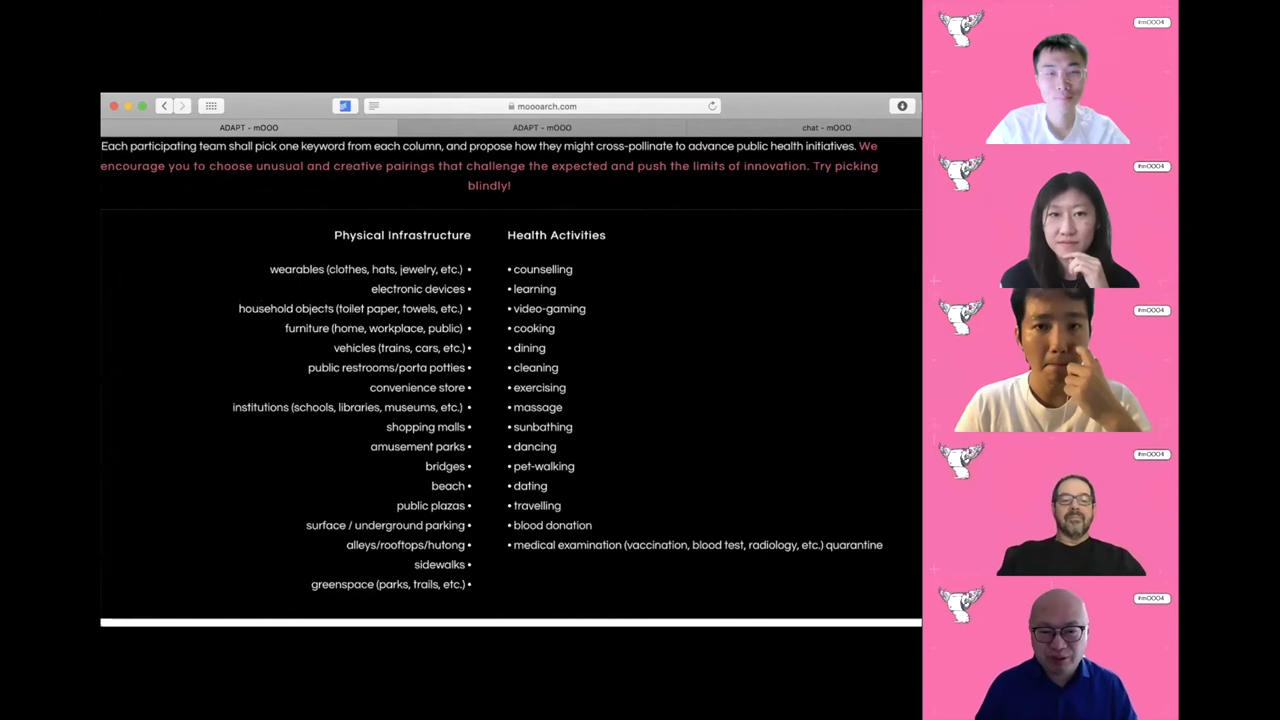 moooarch.com
ADAPT - mOOO
ADAPT - mOOO
chat - mOOO
Each participating team shall pick one keyword from each column, and propose how they might cross-pollinate to advance public health initiatives. We
encourage you to choose unusual and creative pairings that challenge the expected and push the limits of innovation. Try picking
blindly!
Physical Infrastructure
wearables (clothes, hats, jewelry, etc.) •
electronic devices •
household objects (toilet paper, towels, etc.) •
furniture (home, workplace, public) •
vehicles (trains, cars, etc.) •
public restrooms/porta potties •
convenience store •
institutions (schools, libraries, museums, etc.) •
shopping malls •
amusement parks •
bridges •
beach •
public plazas •
surface / underground parking •
alleys/rooftops/hutong •
sidewalks •
greenspace (parks, trails, etc.) •
Health Activities
• counselling
• learning
• video-gaming
• cooking
• dining
• cleaning
• exercising
• massage
• sunbathing
• dancing
• pet-walking
• dating
• travelling
• blood donation
• medical examination (vaccination, blood test, radiology, etc.) quarantine
#mOOO4
#mOOO4
#mOOO4
#mOOO4
#mOOO4